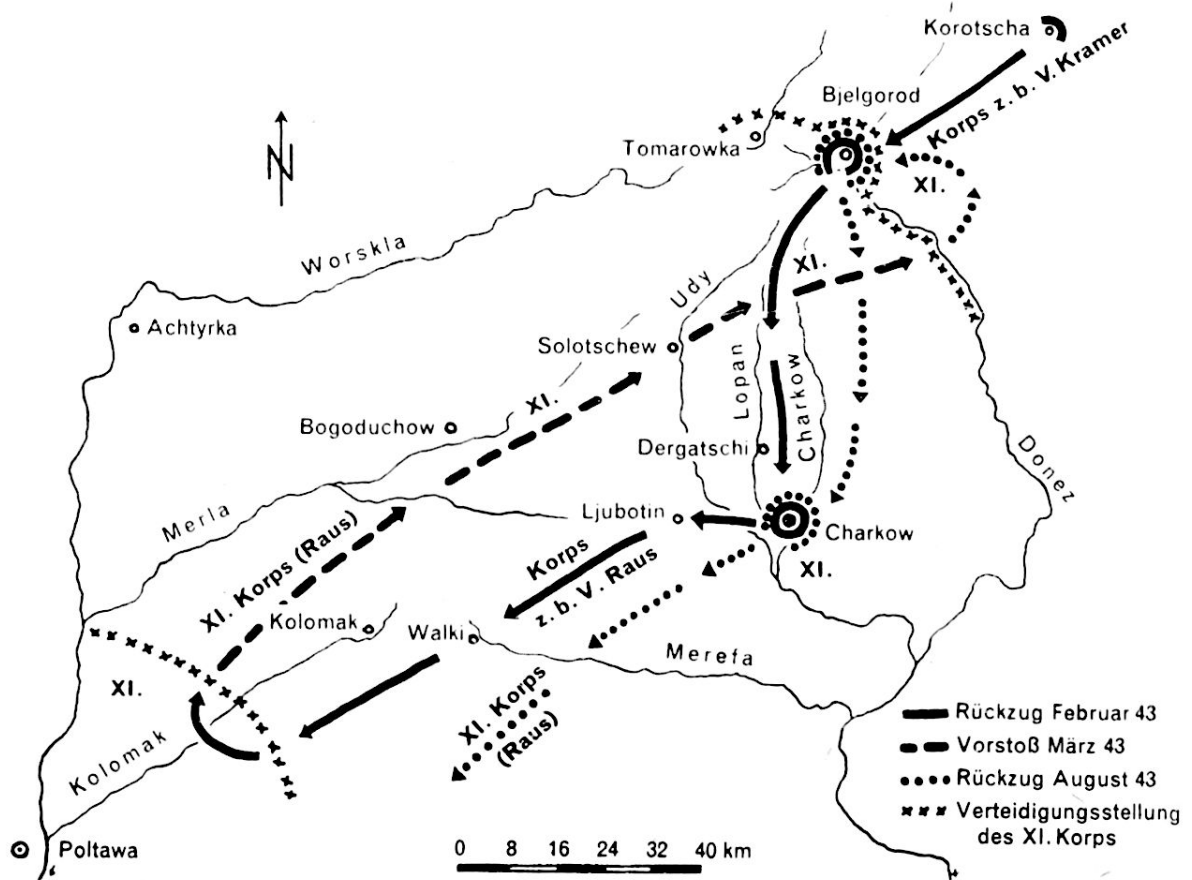 Korotscha
Korps z. b. V. Kramer
Bjelgorod
N
Tomarowka
XI.
Worskla
XI.
Udy
Achtyrka
Solotschew
Lopan
Charkow
XI.
Bogoduchow
Dergatschi
Donez
Merla
Ljubotin
Charkow
XI. Korps (Raus)
Korps
z. b. V. Raus
XI.
Kolomak
Walki
Merefa
XI.
XI. Korps
(Raus)
Kolomak
Rückzug Februar 43
Vorstoß März 43
Rückzug August 43
Verteidigungsstellung
des XI. Korps
Poltawa
0 8 16 24 32 40 km